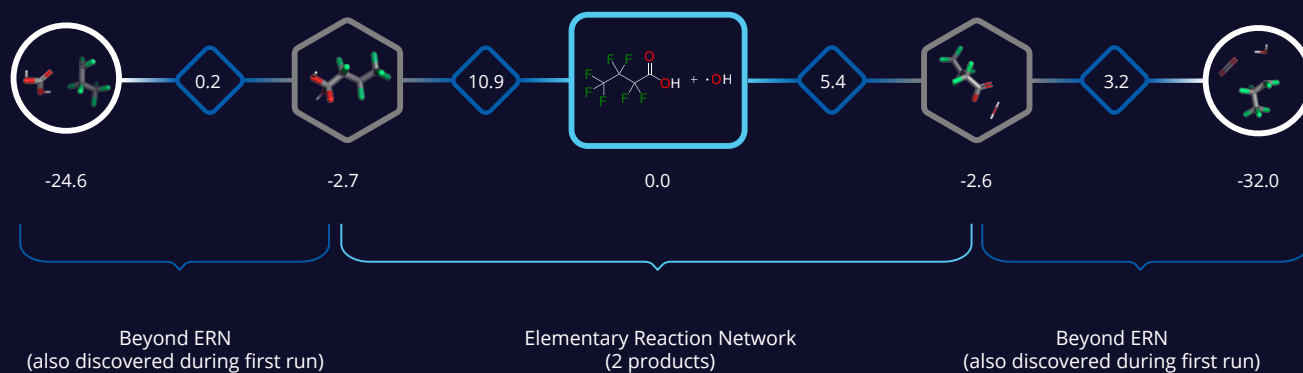 0.2
10.9
F F F F F F F O OH + ·OH
5.4
3.2
-24.6
-2.7
0.0
-2.6
-32.0
Beyond ERN
(also discovered during first run)
Elementary Reaction Network
(2 products)
Beyond ERN
(also discovered during first run)